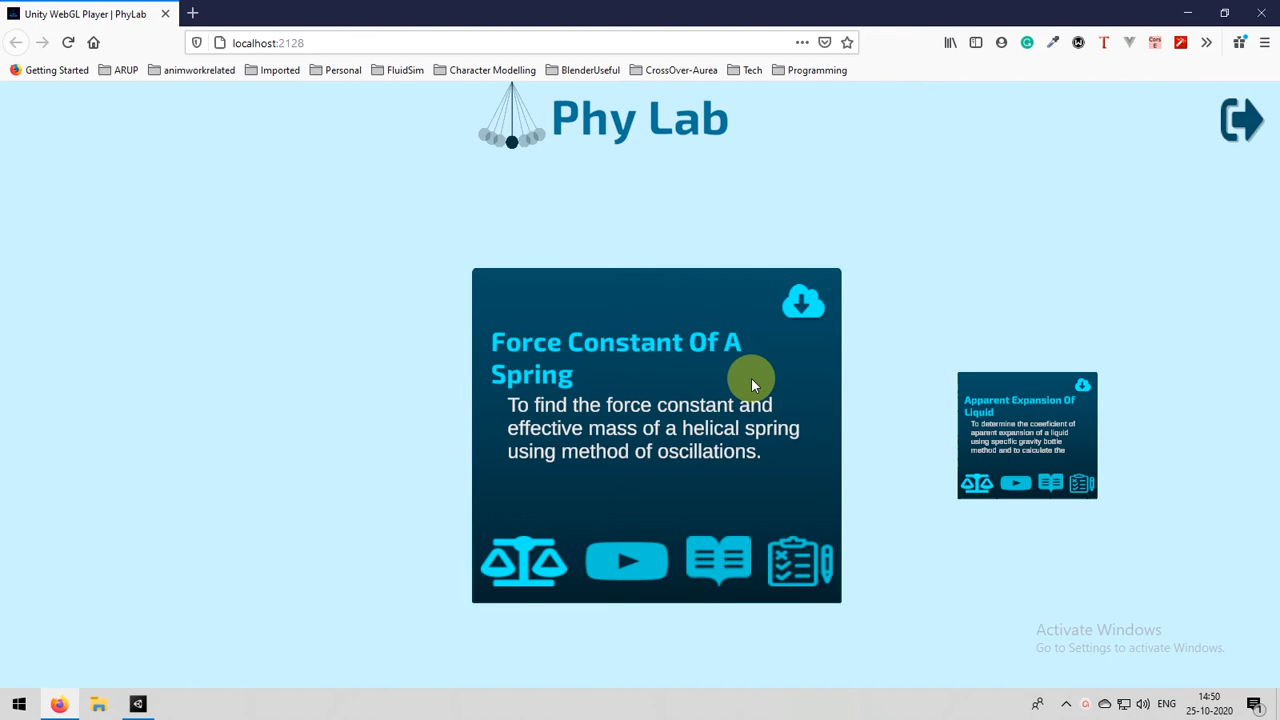 Unity WebGL Player | PhyLab
localhost:2128
Getting Started
ARUP
animworkrelated
Imported
Personal
FluidSim
Character Modelling
BlenderUseful
CrossOver-Aurea
Tech
Programming
Phy Lab
Force Constant Of A
Spring
To find the force constant and
effective mass of a helical spring
using method of oscillations.
Apparent Expansion Of
Liquid
To determine the coeeficient of
aparent expansion of a liquid
using specific gravity bottle
method and to calculate the
Activate Windows
Go to Settings to activate Windows.
ENG
14:50
25-10-2020